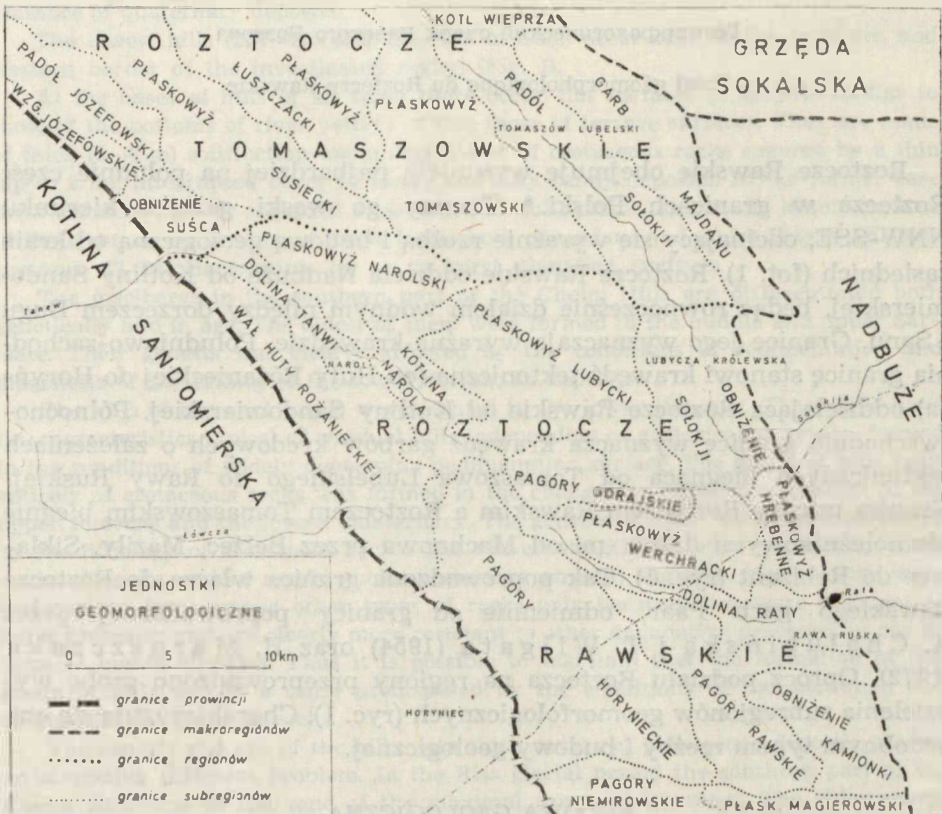 KOTL. WIEPRZA
ROZTOCZE
GRZĘDA
SOKALSKA
PADÓŁ
JÓZEFOWSKI
WZG. JÓZEFOWSKIE
PŁASKOWYŻ
ŁUSZCZACKI
PŁASKOWYŻ
SUSIECKI
PŁASKOWYŻ
TOMASZOWSKI
PADÓŁ
SOŁOKIJI
GARB
MAJDANU
TOMASZÓW LUBELSKI
TOMASZOWSKIE
OBNIŻENIE
SUŚCA
KOTLINA
SANDOMIERSKA
NADBUŻE
PŁASKOWYŻ NAROLSKI
DOLINA
TANWI
WAŁ HUTY RÓŻANIECKIEJ
NAROL
KOTLINA
NAROLA
PŁASKOWYŻ
LUBYCKI
LUBYCZA KRÓLEWSKA
OBNIŻENIE
SOŁOKIJI
ROZTOCZE
PAGÓRY GORAJSKIE
PŁASKOWYŻ
WERCHRACKI
PŁASKOWYŻ
HREBENNE
DOLINA RATY
Rata
RAWA RUSKA
PAGÓRY
HORYNIECKIE
RAWSKIE
PAGÓRY
RAWSKIE
OBNIŻENIE
KAMIONKI
HORYNIEC
PAGÓRY
NIEMIROWSKIE
PŁASK. MAGIEROWSKI
JEDNOSTKI
GEOMORFOLOGICZNE
0 5 10km
granice prowincji
granice makroregionów
granice regionów
granice subregionów